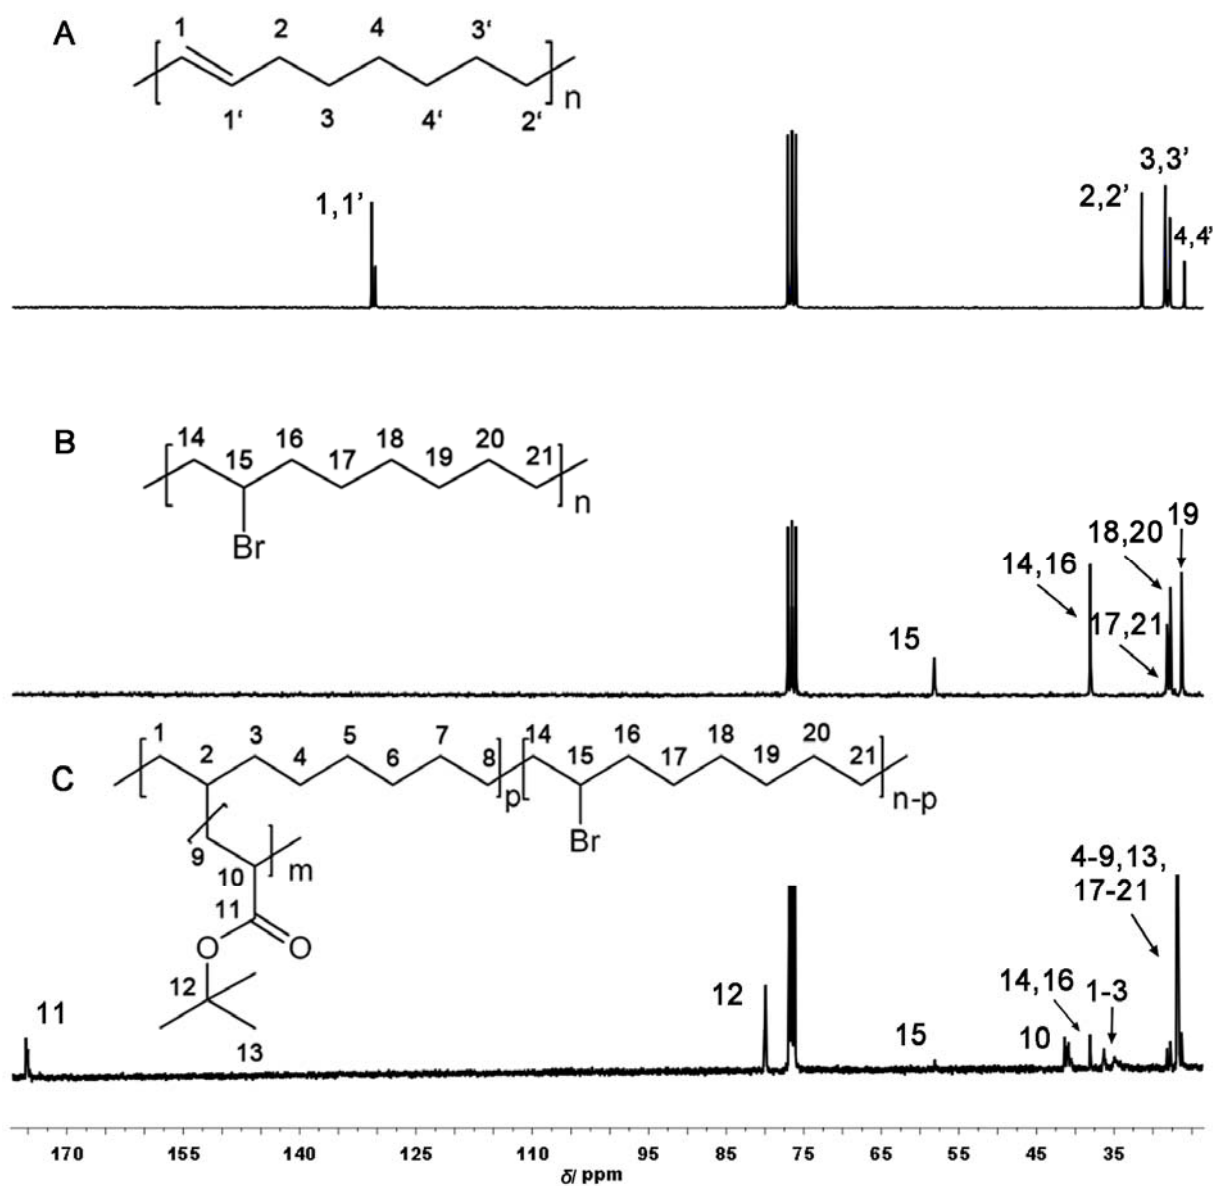 A
1 2 4 3‘
1‘ 3 4‘ 2‘
n
1,1’
2,2’
3,3’
4,4’
B
14 15 16 17 18 19 20 21
n
Br
15
14,16
18,20
17,21
19
C
1 2 3 4 5 6 7 8
p
14 15 16 17 18 19 20 21
n-p
Br
9
10
m
11
O
O
12
13
11
12
15
10
14,16
1-3
4-9,13,
17-21
170 155 140 125 110 95 85 75 65 55 45 35
δ/ ppm